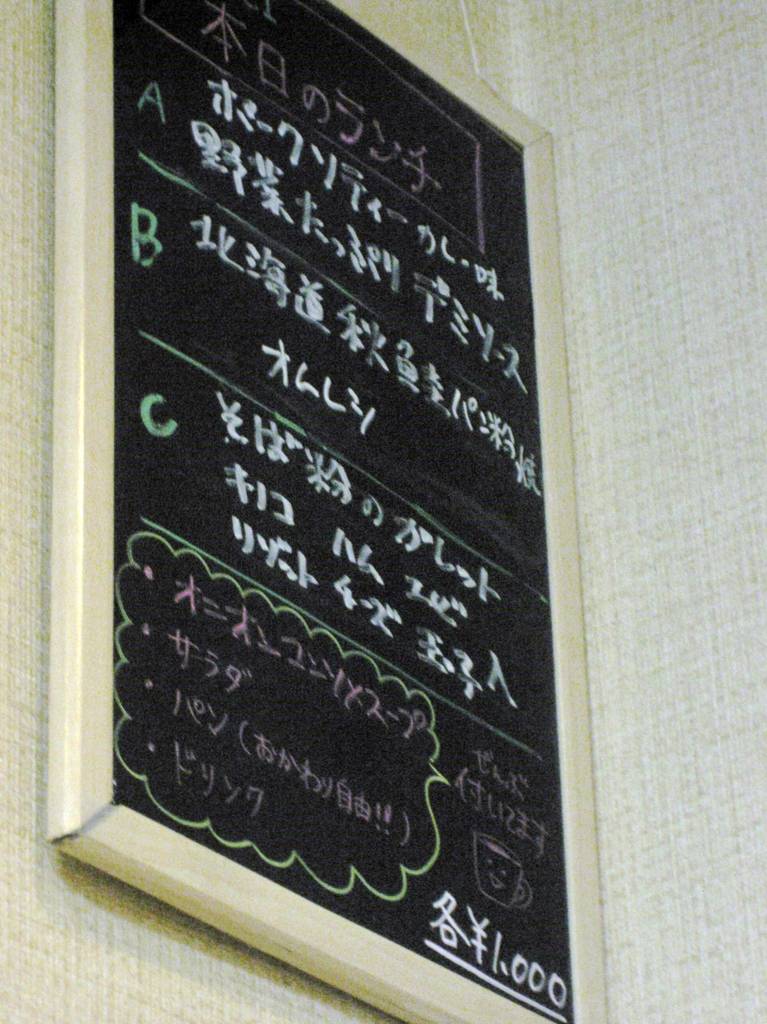 本日のランチ
A ポークソティー カレー味
野菜たっぷり デミソース
B 北海道 秋鮭 パン粉焼
オムレツ
C そば粉のガレット
キノコ ハム エビ
リゾット チーズ 玉子入
・オニオンコンソメスープ
・サラダ
・パン(おかわり自由!!)
・ドリンク
ぜんぶ
付いてます
各¥1,000